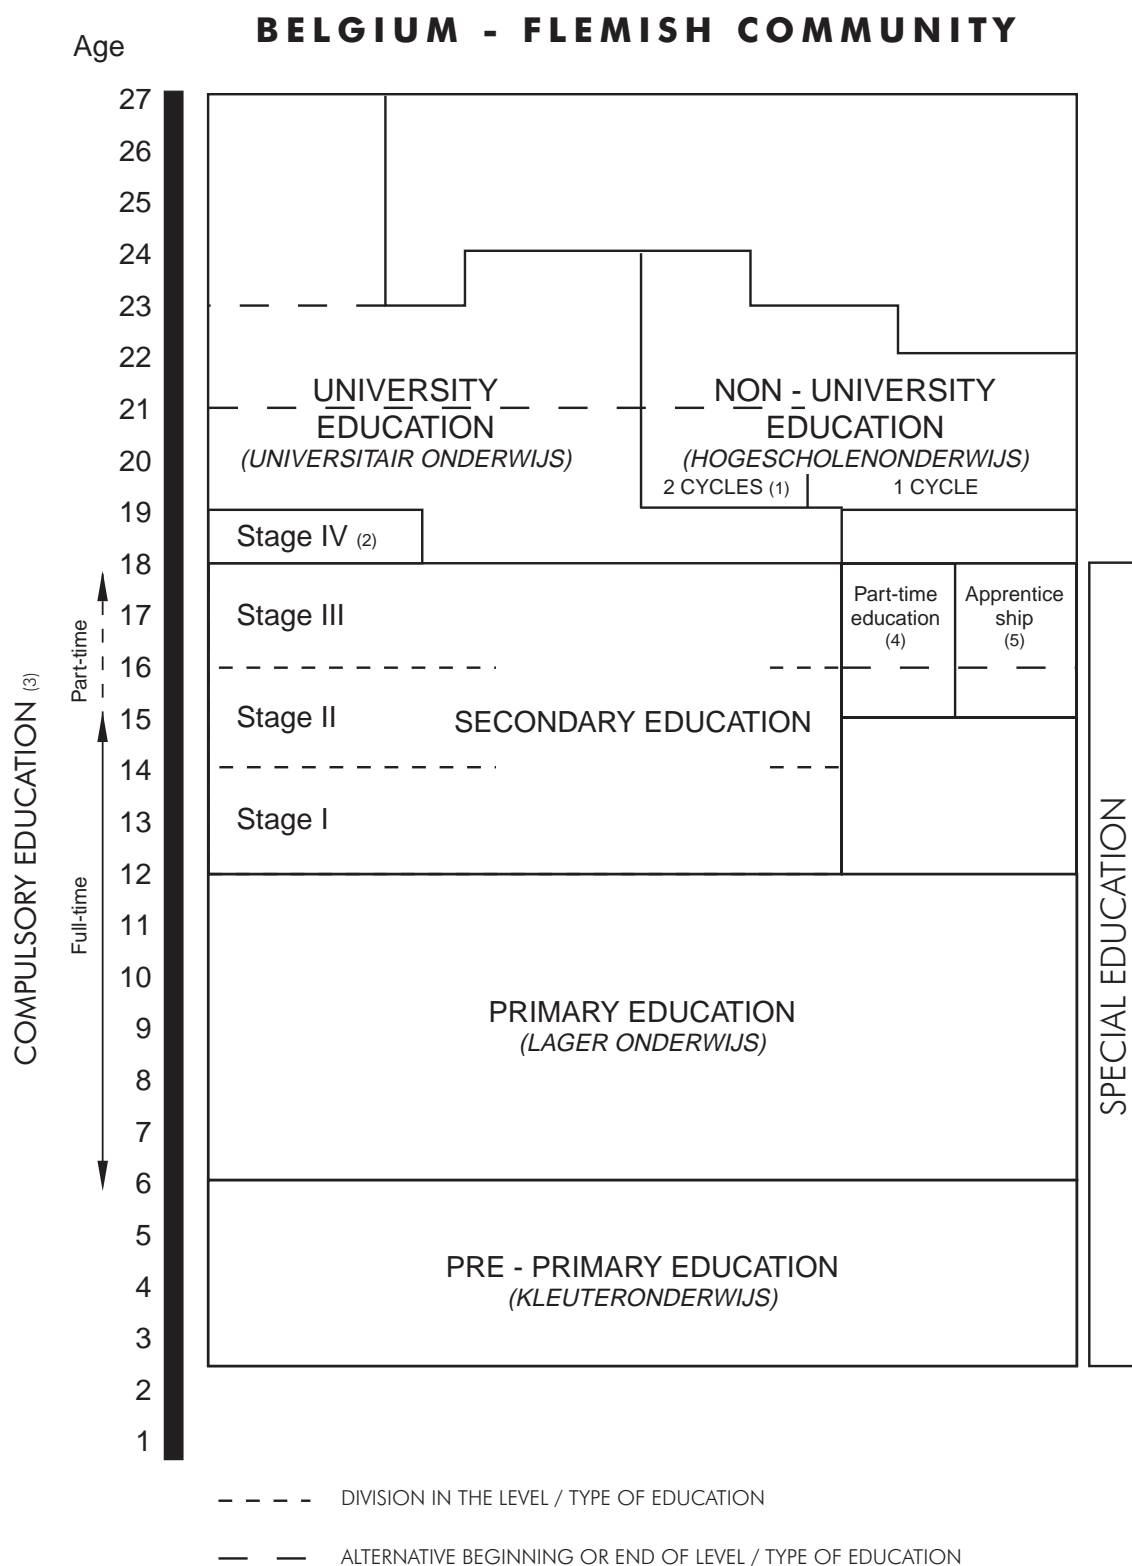 BELGIUM - FLEMISH COMMUNITY
Age
27
26
25
24
23
22
21
20
19
18
17
16
15
14
13
12
11
10
9
8
7
6
5
4
3
2
1
COMPULSORY EDUCATION (3)
Part-time
Full-time
UNIVERSITY
EDUCATION
(UNIVERSITAIR ONDERWIJS)
NON - UNIVERSITY
EDUCATION
(HOGESCHOLENONDERWIJS)
2 CYCLES (1)
1 CYCLE
Stage IV (2)
Stage III
Stage II
Stage I
SECONDARY EDUCATION
Part-time
education
(4)
Apprentice
ship
(5)
PRIMARY EDUCATION
(LAGER ONDERWIJS)
PRE - PRIMARY EDUCATION
(KLEUTERONDERWIJS)
SPECIAL EDUCATION
DIVISION IN THE LEVEL / TYPE OF EDUCATION
ALTERNATIVE BEGINNING OR END OF LEVEL / TYPE OF EDUCATION